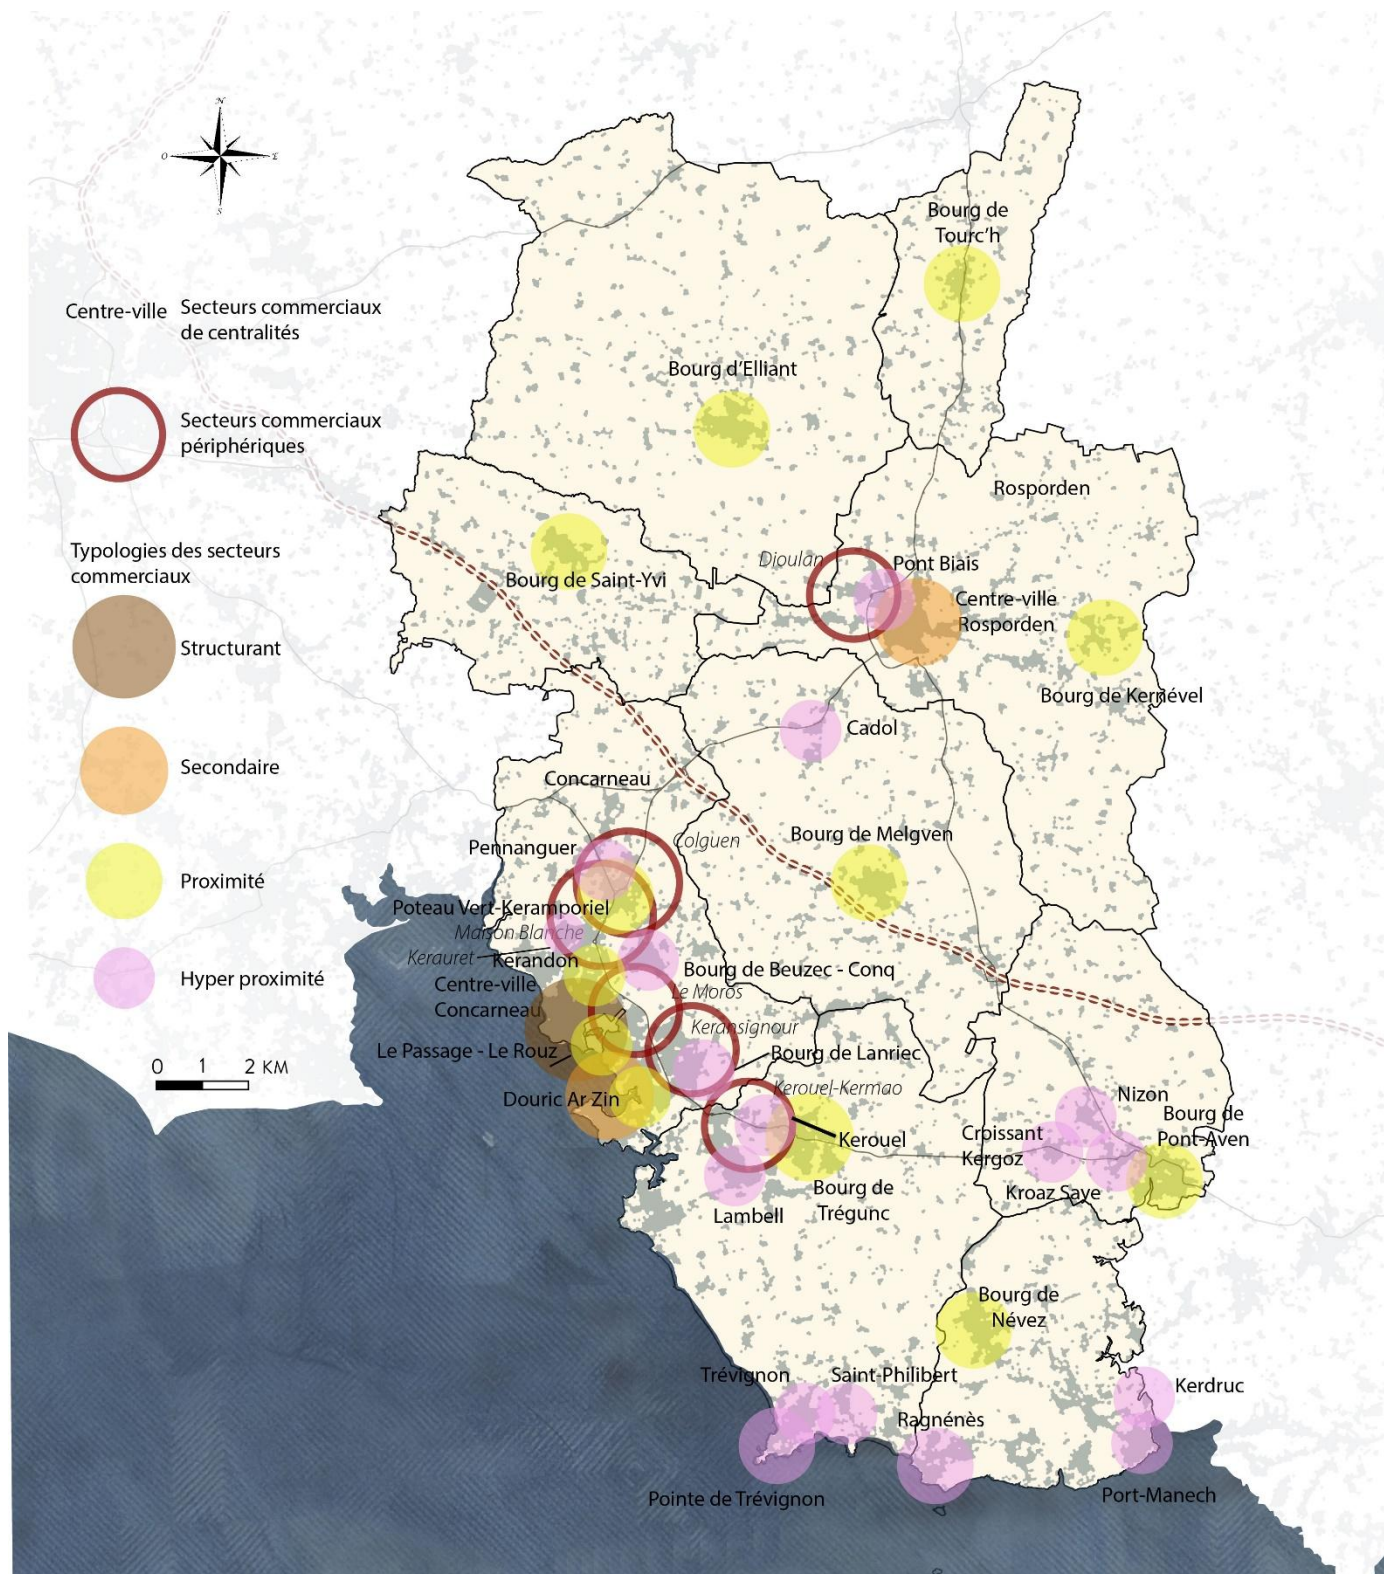 N
O
E
S
Centre-ville
Secteurs commerciaux
de centralités
Secteurs commerciaux
périphériques
Typologies des secteurs
commerciaux
Structurant
Secondaire
Proximité
Hyper proximité
0 1 2 KM
Bourg de
Tourc'h
Bourg d'Elliant
Rosporden
Bourg de Saint-Yvi
Dioulan
Pont Biais
Centre-ville
Rosporden
Bourg de Kernével
Cadol
Concarneau
Bourg de Melgven
Pennanguer
Colguen
Poteau Vert-Keramporiel
Maison Blanche
Kerauret
Kerandon
Bourg de Beuzec - Conq
Centre-ville
Concarneau
Le Moros
Keransignour
Le Passage - Le Rouz
Bourg de Lanriec
Douric Ar Zin
Kerouel-Kermao
Kerouel
Nizon
Bourg de
Pont-Aven
Croissant
Kergoz
Kroaz Saye
Bourg de
Trégunc
Lambell
Bourg de
Névez
Trévignon
Saint-Philibert
Kerdruc
Ragnénès
Pointe de Trévignon
Port-Manech